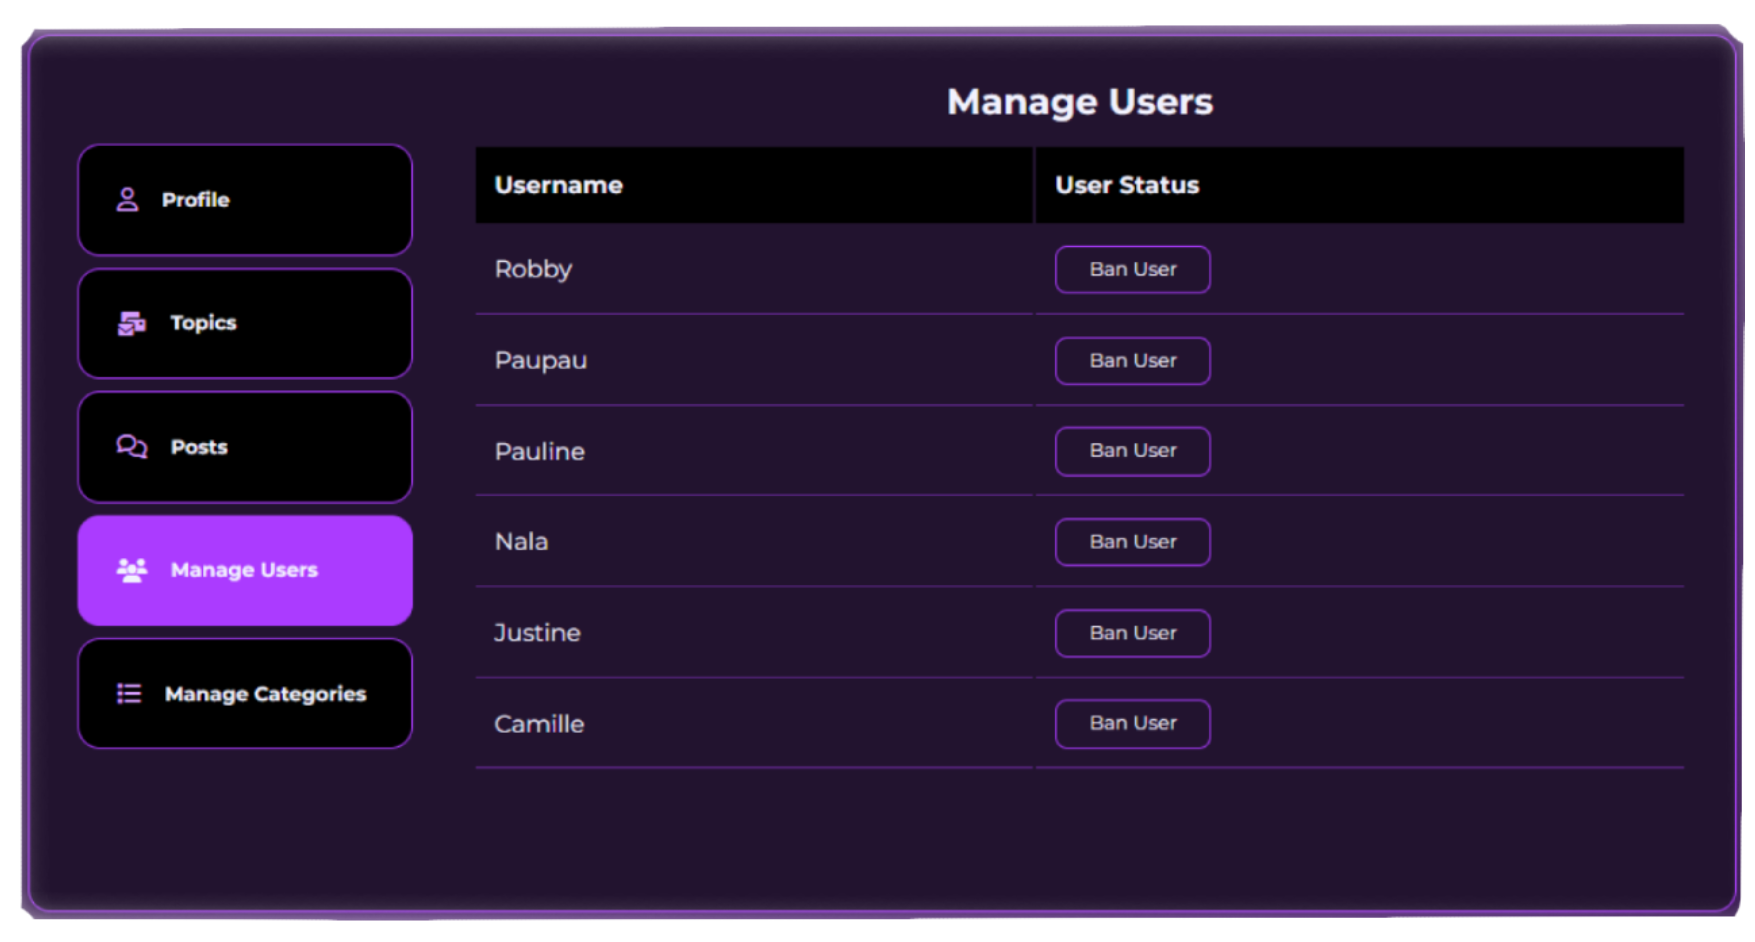 Manage Users
Profile
Topics
Posts
Manage Users
Manage Categories
Username User Status
Robby Ban User
Paupau Ban User
Pauline Ban User
Nala Ban User
Justine Ban User
Camille Ban User